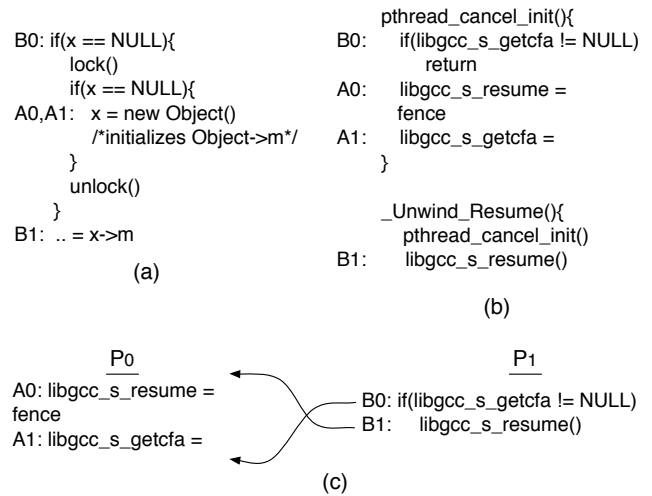 B0: if(x == NULL){
lock()
if(x == NULL){
A0,A1: x = new Object()
/*initializes Object->m*/
}
unlock()
}
B1: .. = x->m
(a)
pthread_cancel_init(){
B0: if(libgcc_s_getcfa != NULL)
return
A0: libgcc_s_resume =
fence
A1: libgcc_s_getcfa =
}
_Unwind_Resume(){
pthread_cancel_init()
B1: libgcc_s_resume()
(b)
P0
A0: libgcc_s_resume =
fence
A1: libgcc_s_getcfa =
P1
B0: if(libgcc_s_getcfa != NULL)
B1: libgcc_s_resume()
(c)